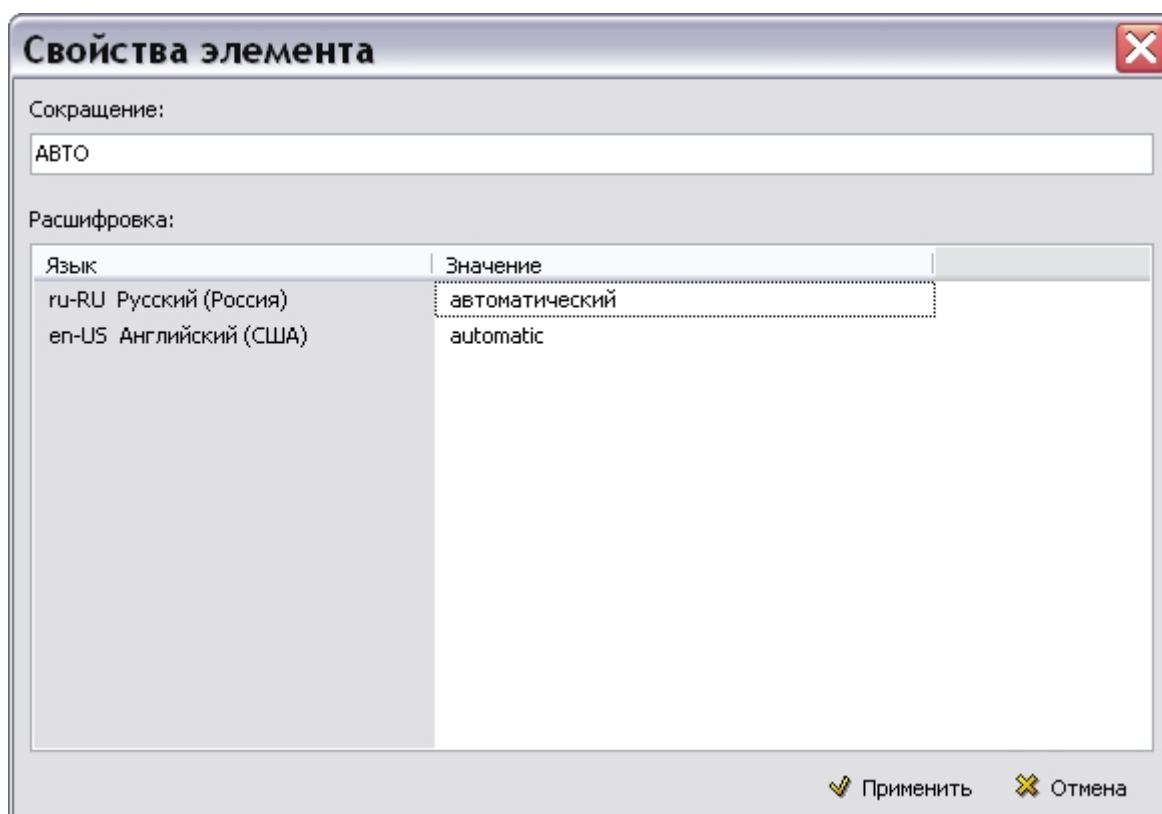 Свойства элемента
Сокращение:
АВТО
Расшифровка:
Язык Значение
ru-RU Русский (Россия) автоматический
en-US Английский (США) automatic
Применить Отмена